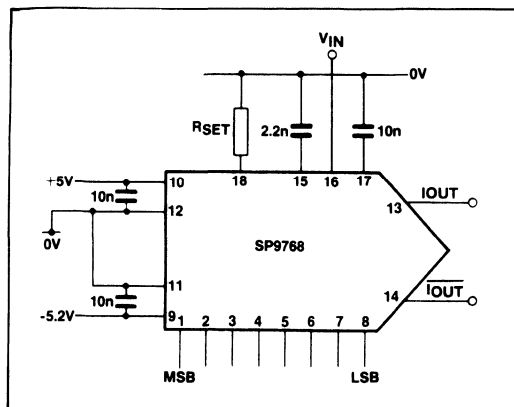 VIN
0V
RSET
2.2n
10n
+5V
10n
10
18
15
16
17
13
IOUT
12
0V
SP9768
11
10n
14
IOUT
-5.2V
9
1
2
3
4
5
6
7
8
MSB
LSB